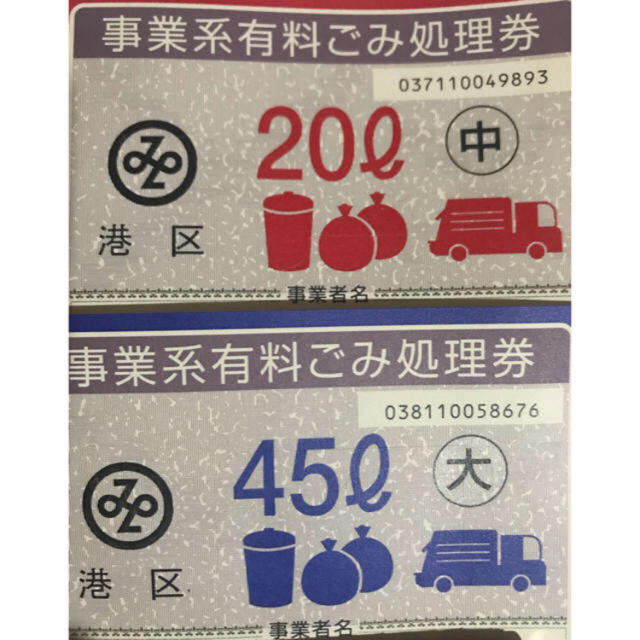 事業系有料ごみ処理券
037110049893
20ℓ 中
港区
事業者名
事業系有料ごみ処理券
038110058676
45ℓ 大
港区
事業者名